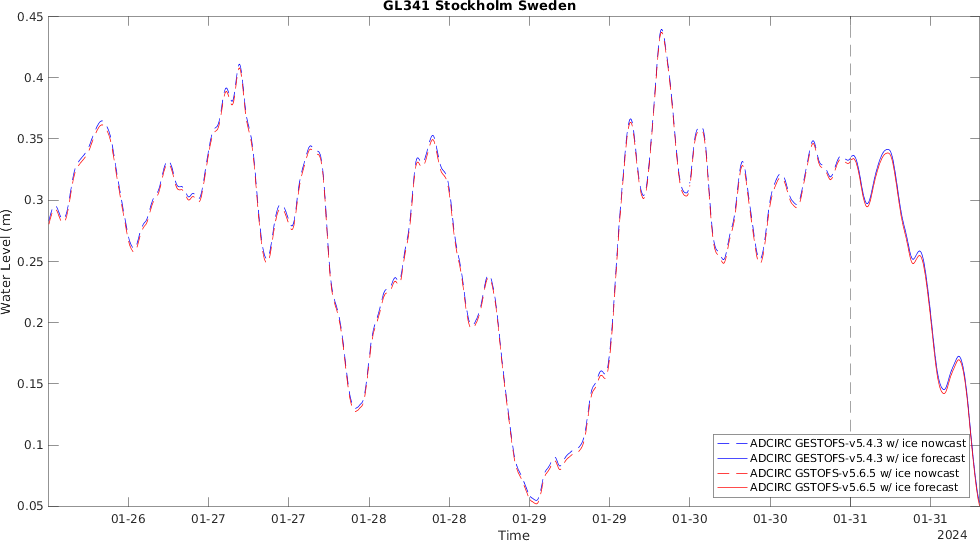 GL341 Stockholm Sweden
0.45
0.4
0.35
0.3
0.25
0.2
0.15
0.1
0.05
Water Level (m)
ADCIRC GESTOFS-v5.4.3 w/ ice nowcast
ADCIRC GESTOFS-v5.4.3 w/ ice forecast
ADCIRC GSTOFS-v5.6.5 w/ ice nowcast
ADCIRC GSTOFS-v5.6.5 w/ ice forecast
01-26 01-27 01-27 01-28 01-28 01-29 01-29 01-30 01-30 01-31 01-31
Time
2024